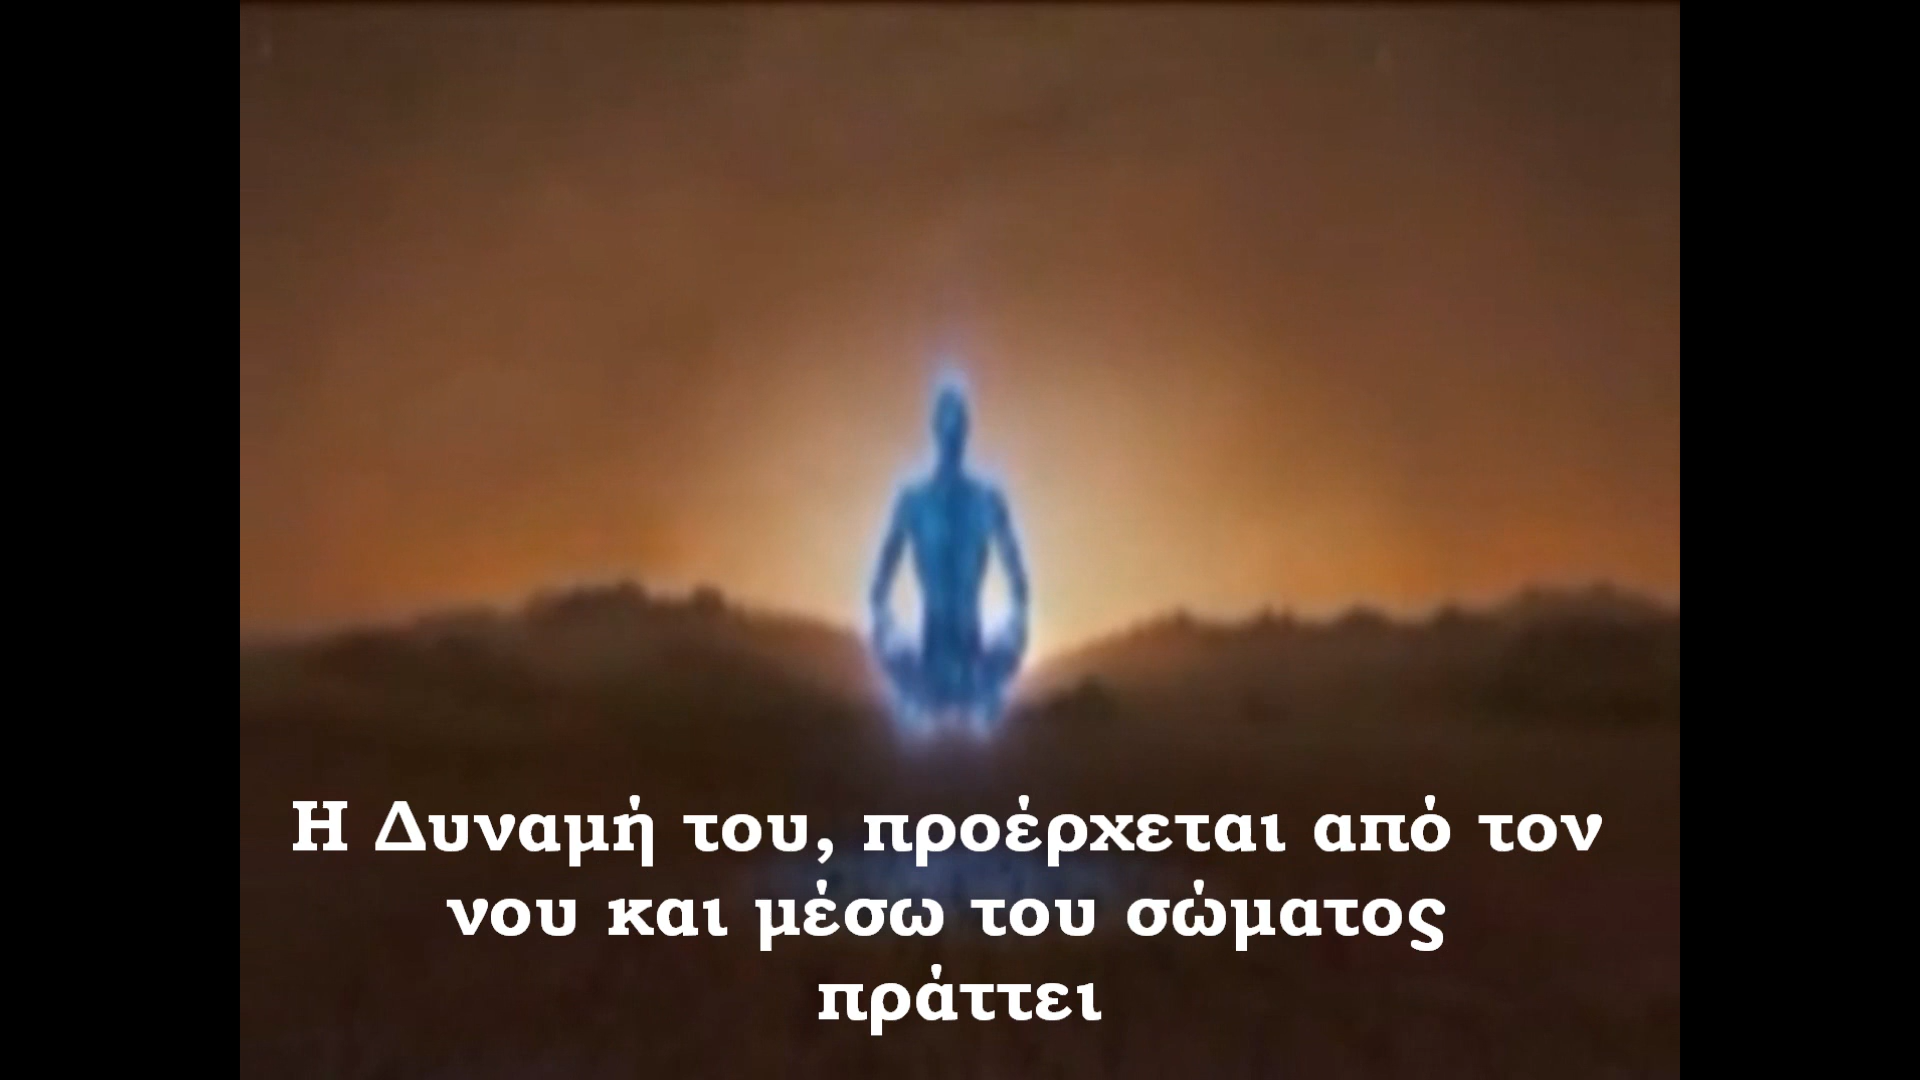 Η Δυναμή του, προέρχεται από τον
νου και μέσω του σώματος
πράττει